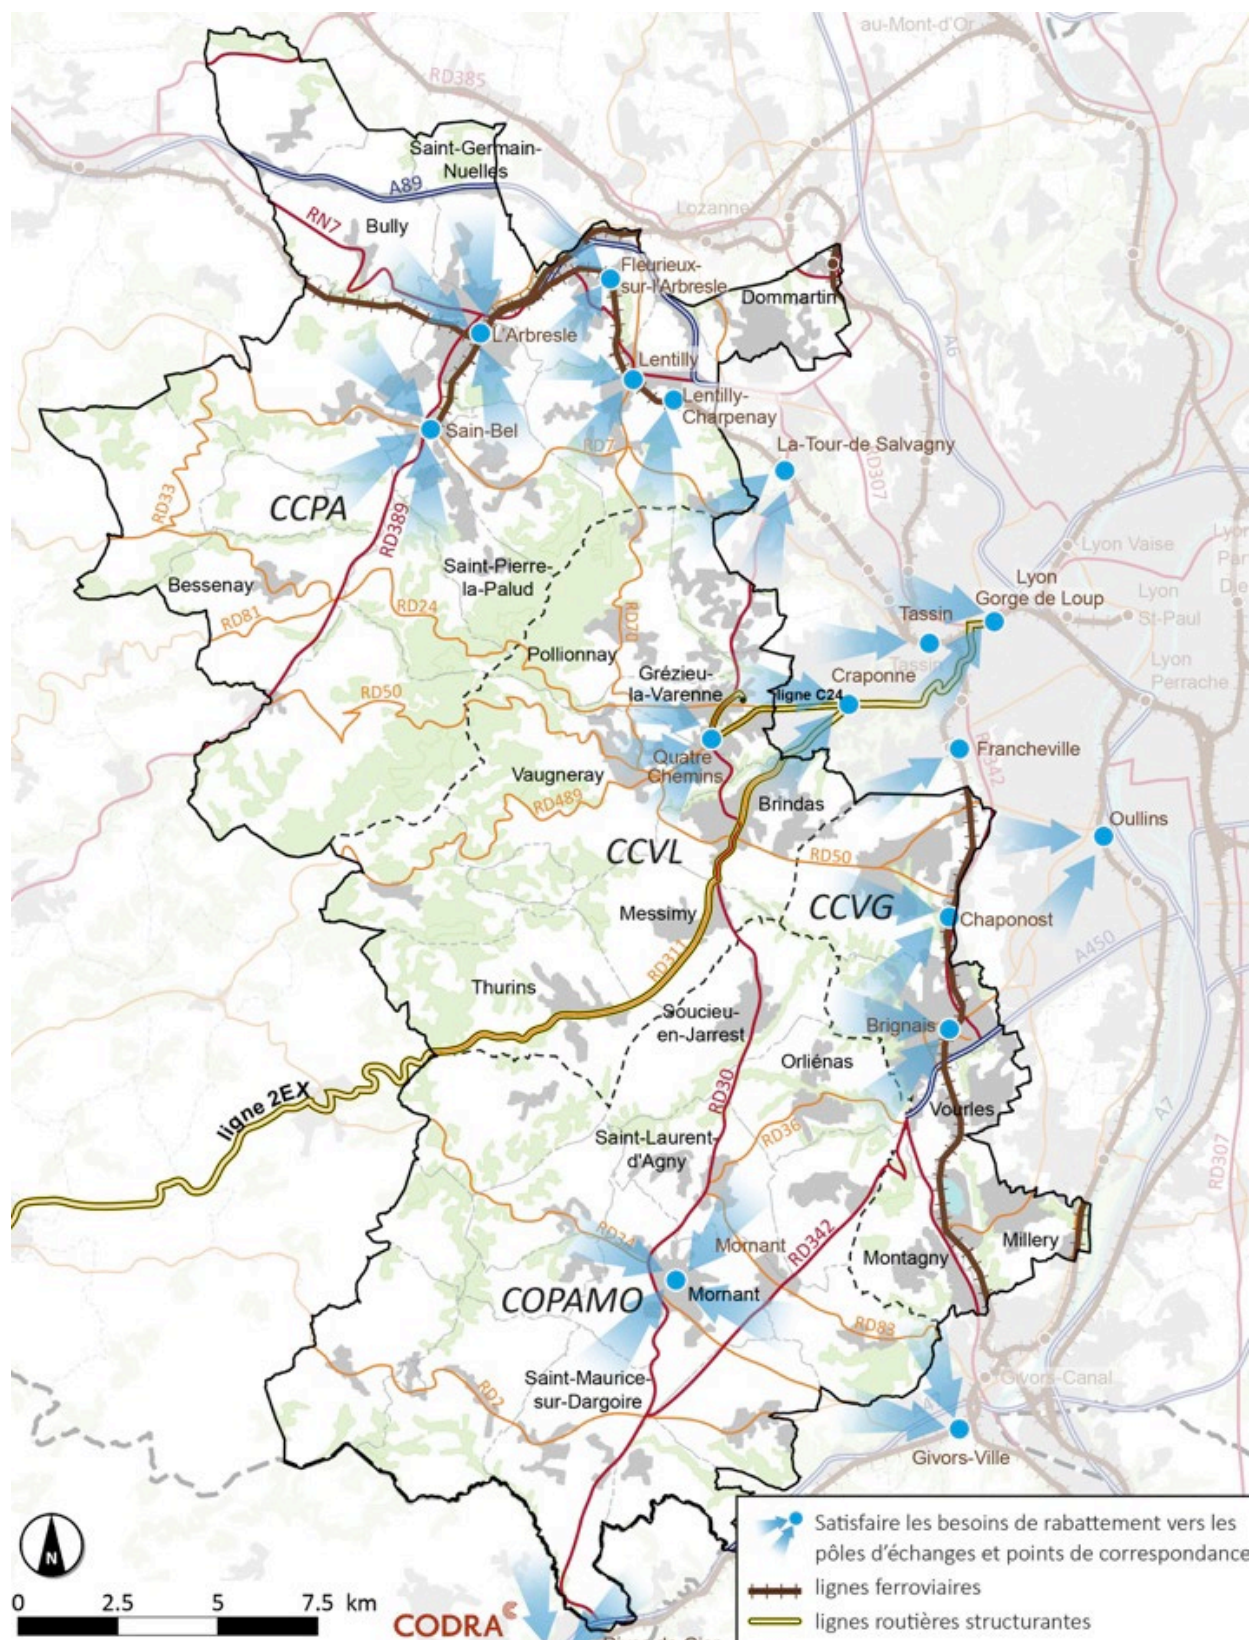 au-Mont-d'Or
RD385
Saint-Germain-
Nuelles
A89
Lozanne
RN7
Bully
Fleurieux-
sur-l'Arbresle
Dommartin
L'Arbresle
A6
Lentilly
Lentilly-
Charpenay
Sain-Bel
RD7
La-Tour-de Salvagny
RD307
RD33
CCPA
RD389
Lyon Vaise
Saint-Pierre-
la-Palud
Bessenay
Lyon
Gorge de Loup
Lyon
St-Paul
RD81
RD24
RD70
Tassin
Tassin
Pollionnay
Lyon
Perrache
Grézieu-
la-Varenne
Craponne
ligne C24
RD50
Quatre
Chemins
Francheville
RD342
Vaugneray
RD489
Brindas
Oullins
CCVL
RD50
CCVG
Messimy
Chaponost
A450
RD311
Thurins
Soucieu-
en-Jarrest
Brignais
Orliénas
ligne 2EX
RD30
Vourles
A7
RD36
Saint-Laurent-
d'Agny
RD307
RD34
Mornant
RD342
Millery
Montagny
COPAMO
Mornant
RD83
Saint-Maurice-
sur-Dargoire
RD2
Givors-Canal
Givors-Ville
N
0 2.5 5 7.5 km
CODRA
Satisfaire les besoins de rabattement vers les
pôles d'échanges et points de correspondance
lignes ferroviaires
lignes routières structurantes